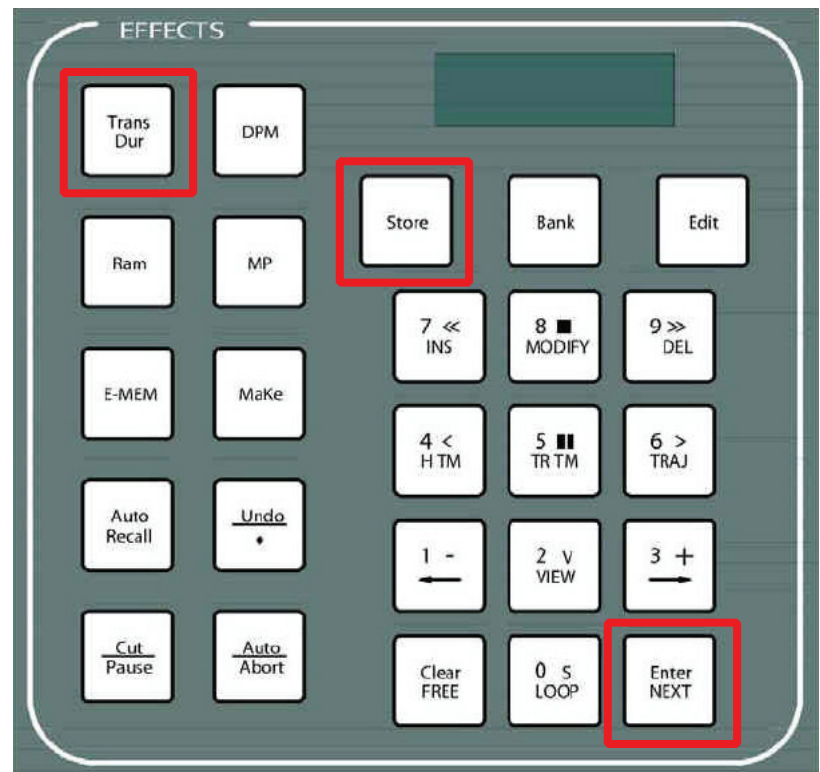 EFFECTS
Trans
Dur
DPM
Store
Bank
Edit
Ram
MP
7 «
INS
8 ■
MODIFY
9 »
DEL
E-MEM
MaKe
4 <
H TM
5 ▮▮
TR TM
6 >
TRAJ
Auto
Recall
Undo
♦
1 -
←
2 v
VIEW
3 +
→
Cut
Pause
Auto
Abort
Clear
FREE
0 S
LOOP
Enter
NEXT